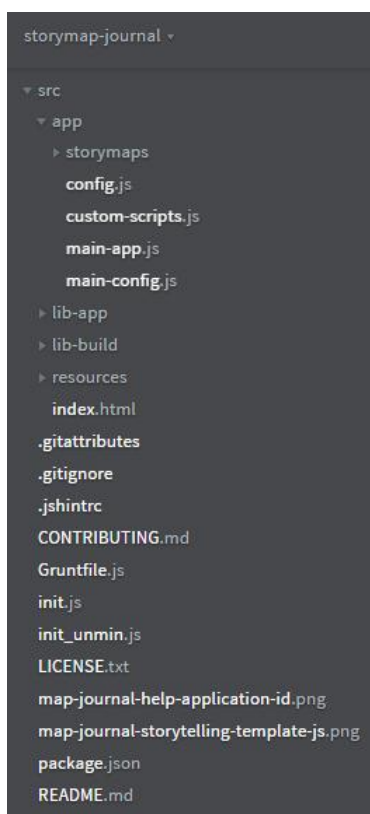 storymap-journal
src
app
storymaps
config.js
custom-scripts.js
main-app.js
main-config.js
lib-app
lib-build
resources
index.html
.gitattributes
.gitignore
.jshintrc
CONTRIBUTING.md
Gruntfile.js
init.js
init_unmin.js
LICENSE.txt
map-journal-help-application-id.png
map-journal-storytelling-template-js.png
package.json
README.md